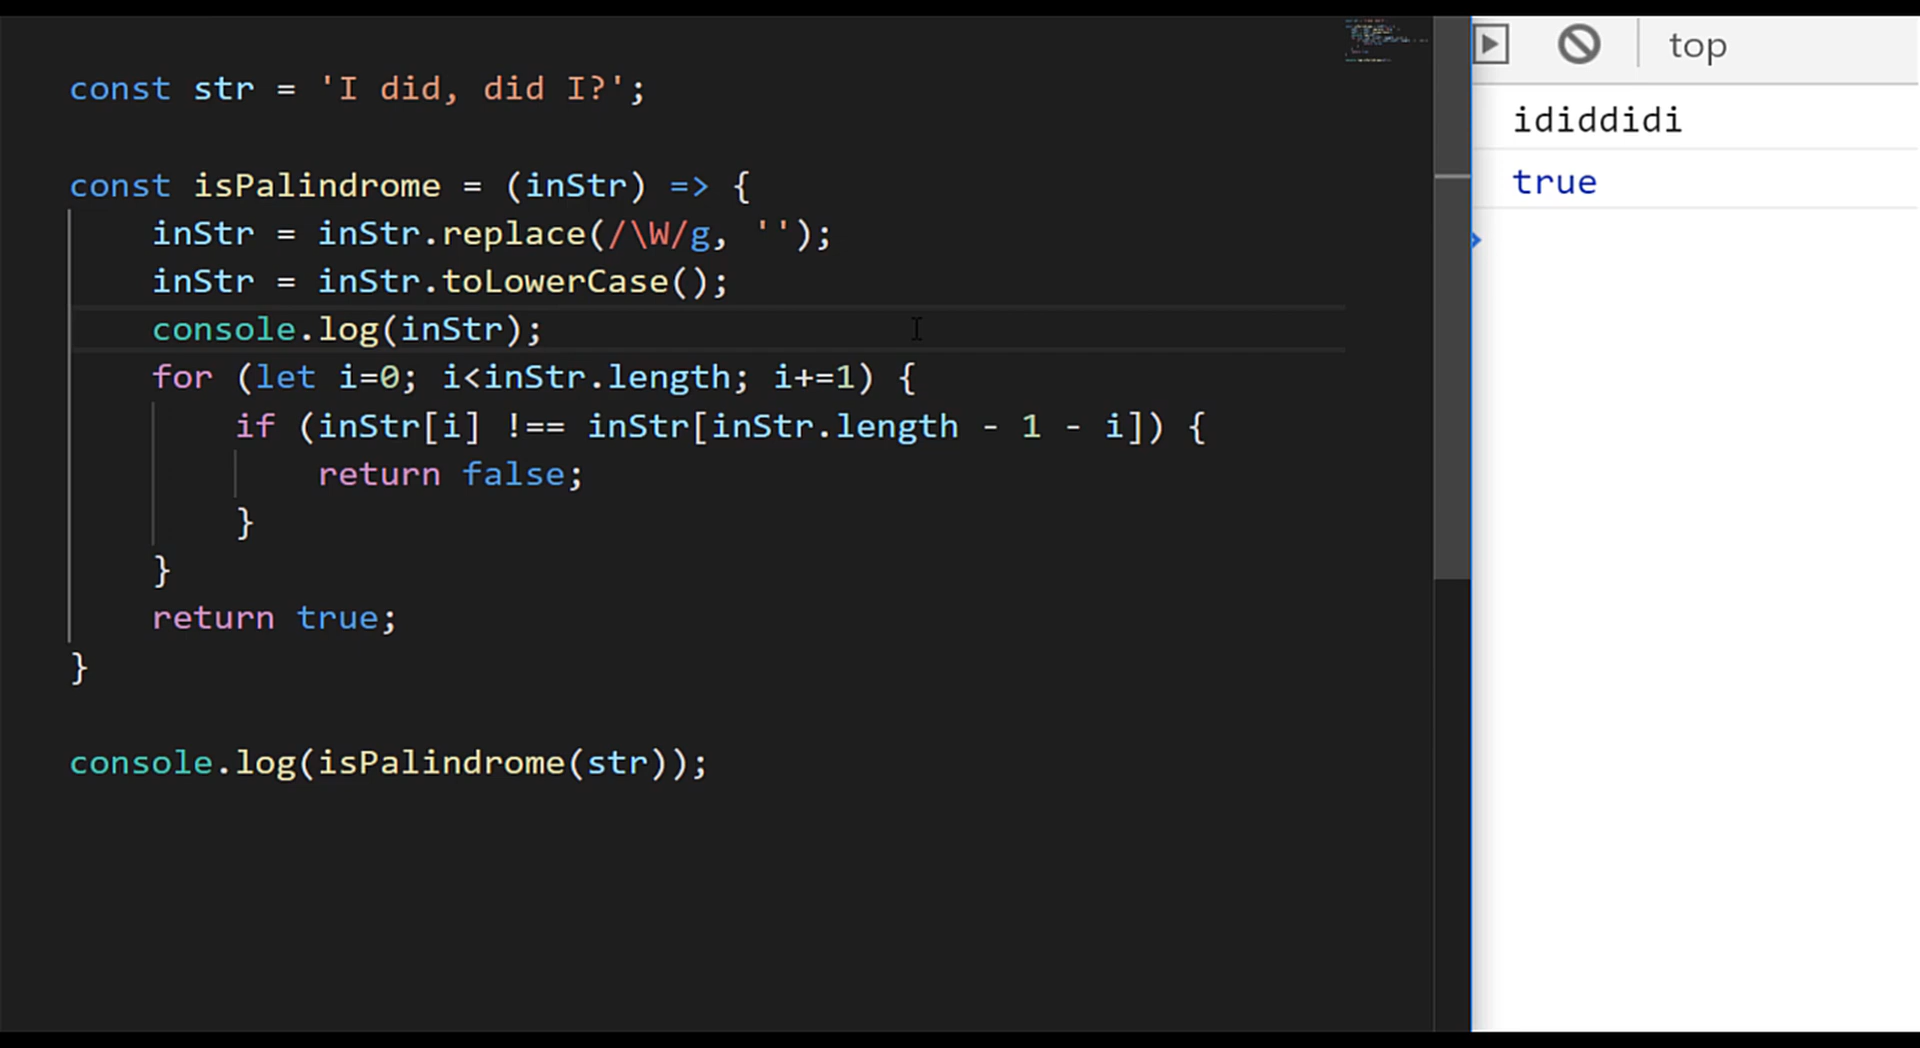 const str = 'I did, did I?';
const isPalindrome = (inStr) => {
inStr = inStr.replace(/\W/g, '');
inStr = inStr.toLowerCase();
console.log(inStr);
for (let i=0; i<inStr.length; i+=1) {
if (inStr[i] !== inStr[inStr.length - 1 - i]) {
return false;
}
}
return true;
}
console.log(isPalindrome(str));
top
ididdidi
true